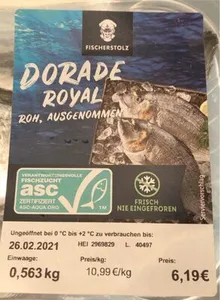 FISCHERSTOLZ
DORADE
ROYAL
ROH, AUSGENOMMEN
VERANTWORTUNGSVOLLE
FISCHZUCHT
asc
ZERTIFIZIERT
ASC-AQUA.ORG
TM
FRISCH
NIE EINGEFROREN
Serviervorschlag
Ungeöffnet bei 0 °C bis +2 °C zu verbrauchen bis:
26.02.2021 HEI 2969829 L. 40497
Einwaage: Preis/kg: Preis:
0,563 kg 10,99 €/kg 6,19€